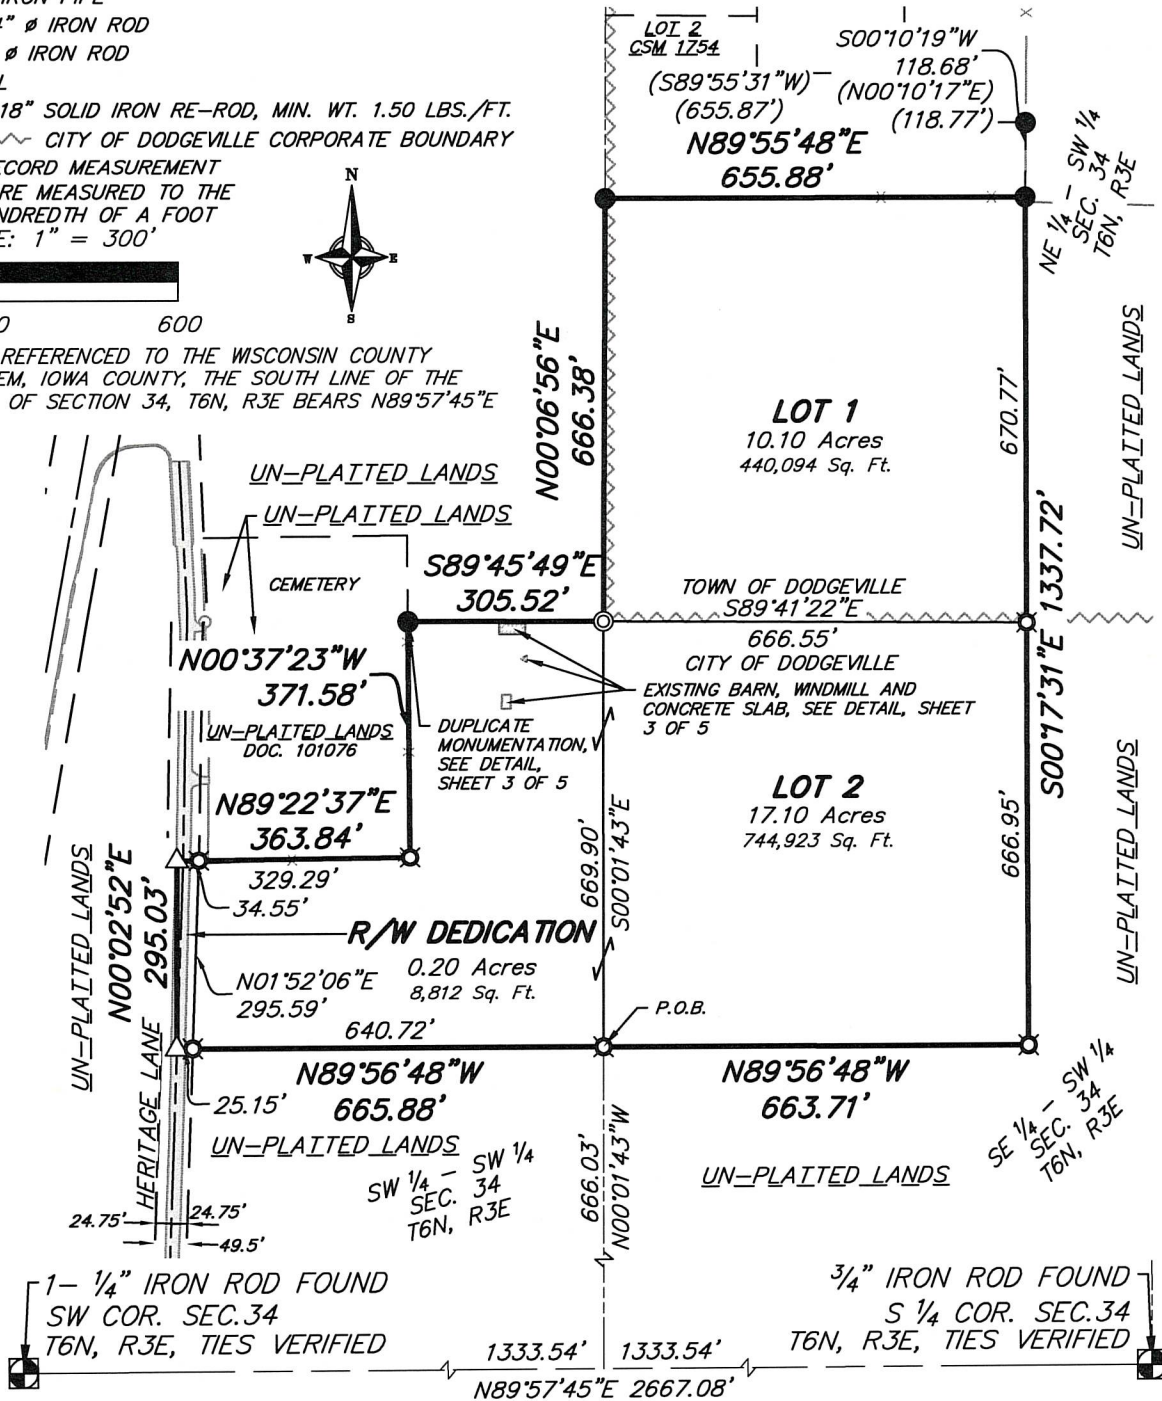 IRON PIPE
" ø IRON ROD
ø IRON ROD
18" SOLID IRON RE-ROD, MIN. WT. 1.50 LBS./FT.
CITY OF DODGEVILLE CORPORATE BOUNDARY
ECORD MEASUREMENT
RE MEASURED TO THE
NDREDTH OF A FOOT
E: 1" = 300'
0 600
N
W E
S
REFERENCED TO THE WISCONSIN COUNTY
EM, IOWA COUNTY, THE SOUTH LINE OF THE
OF SECTION 34, T6N, R3E BEARS N89°57'45"E
LOT 2
CSM 1754
(S89°55'31"W)
(655.87')
S00°10'19"W
118.68'
(N00°10'17"E)
(118.77')
N89°55'48"E
655.88'
NE 1/4 - SW 1/4
SEC. 34
T6N, R3E
N00°06'56"E
666.38'
LOT 1
10.10 Acres
440,094 Sq. Ft.
670.77'
UN-PLATTED LANDS
S00°17'31"E 1337.72'
UN-PLATTED LANDS
UN-PLATTED LANDS
CEMETERY
S89°45'49"E
305.52'
TOWN OF DODGEVILLE
S89°41'22"E
666.55'
CITY OF DODGEVILLE
EXISTING BARN, WINDMILL AND
CONCRETE SLAB, SEE DETAIL, SHEET
3 OF 5
N00°37'23"W
371.58'
UN-PLATTED LANDS
DOC. 101076
DUPLICATE
MONUMENTATION,
SEE DETAIL,
SHEET 3 OF 5
LOT 2
17.10 Acres
744,923 Sq. Ft.
669.90'
S00°01'43"E
666.95'
UN-PLATTED LANDS
N89°22'37"E
363.84'
329.29'
34.55'
UN-PLATTED LANDS
N00°02'52"E
295.03'
R/W DEDICATION
0.20 Acres
8,812 Sq. Ft.
N01°52'06"E
295.59'
640.72'
P.O.B.
N89°56'48"W
665.88'
N89°56'48"W
663.71'
25.15'
HERITAGE LANE
UN-PLATTED LANDS
SW 1/4 - SW 1/4
SEC. 34
T6N, R3E
666.03'
N00°01'43"W
UN-PLATTED LANDS
SE 1/4 - SW 1/4
SEC. 34
T6N, R3E
24.75' 24.75'
49.5'
1- 1/4" IRON ROD FOUND
SW COR. SEC.34
T6N, R3E, TIES VERIFIED
3/4" IRON ROD FOUND
S 1/4 COR. SEC.34
T6N, R3E, TIES VERIFIED
1333.54' 1333.54'
N89°57'45"E 2667.08'